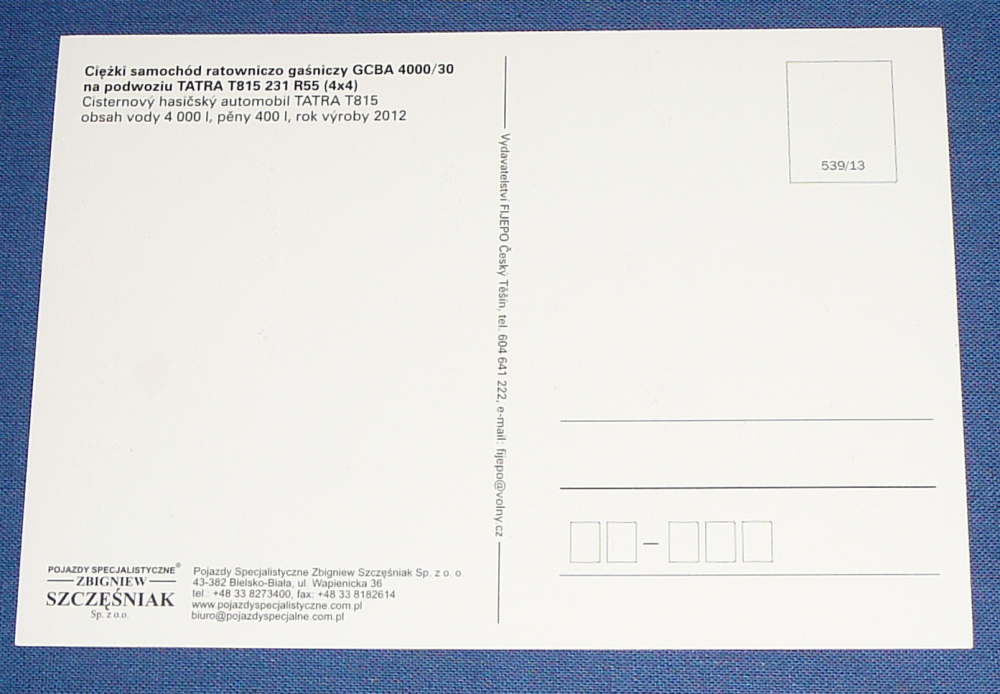 Ciężki samochód ratowniczo gaśniczy GCBA 4000/30
na podwoziu TATRA T815 231 R55 (4x4)
Cisternový hasičský automobil TATRA T815
obsah vody 4 000 l, pěny 400 l, rok výroby 2012
Vydavatelství FIJEPO Český Těšín, tel. 604 641 222, e-mail: fijepo@volny.cz
539/13
POJAZDY SPECJALISTYCZNE®
ZBIGNIEW
SZCZĘŚNIAK
Sp. z o.o.
Pojazdy Specjalistyczne Zbigniew Szczęśniak Sp. z o. o.
43-382 Bielsko-Biała, ul. Wapienicka 36
tel.: +48 33 8273400, fax: +48 33 8182614
www.pojazdyspecjalistyczne.com.pl
biuro@pojazdyspecjalne.com.pl